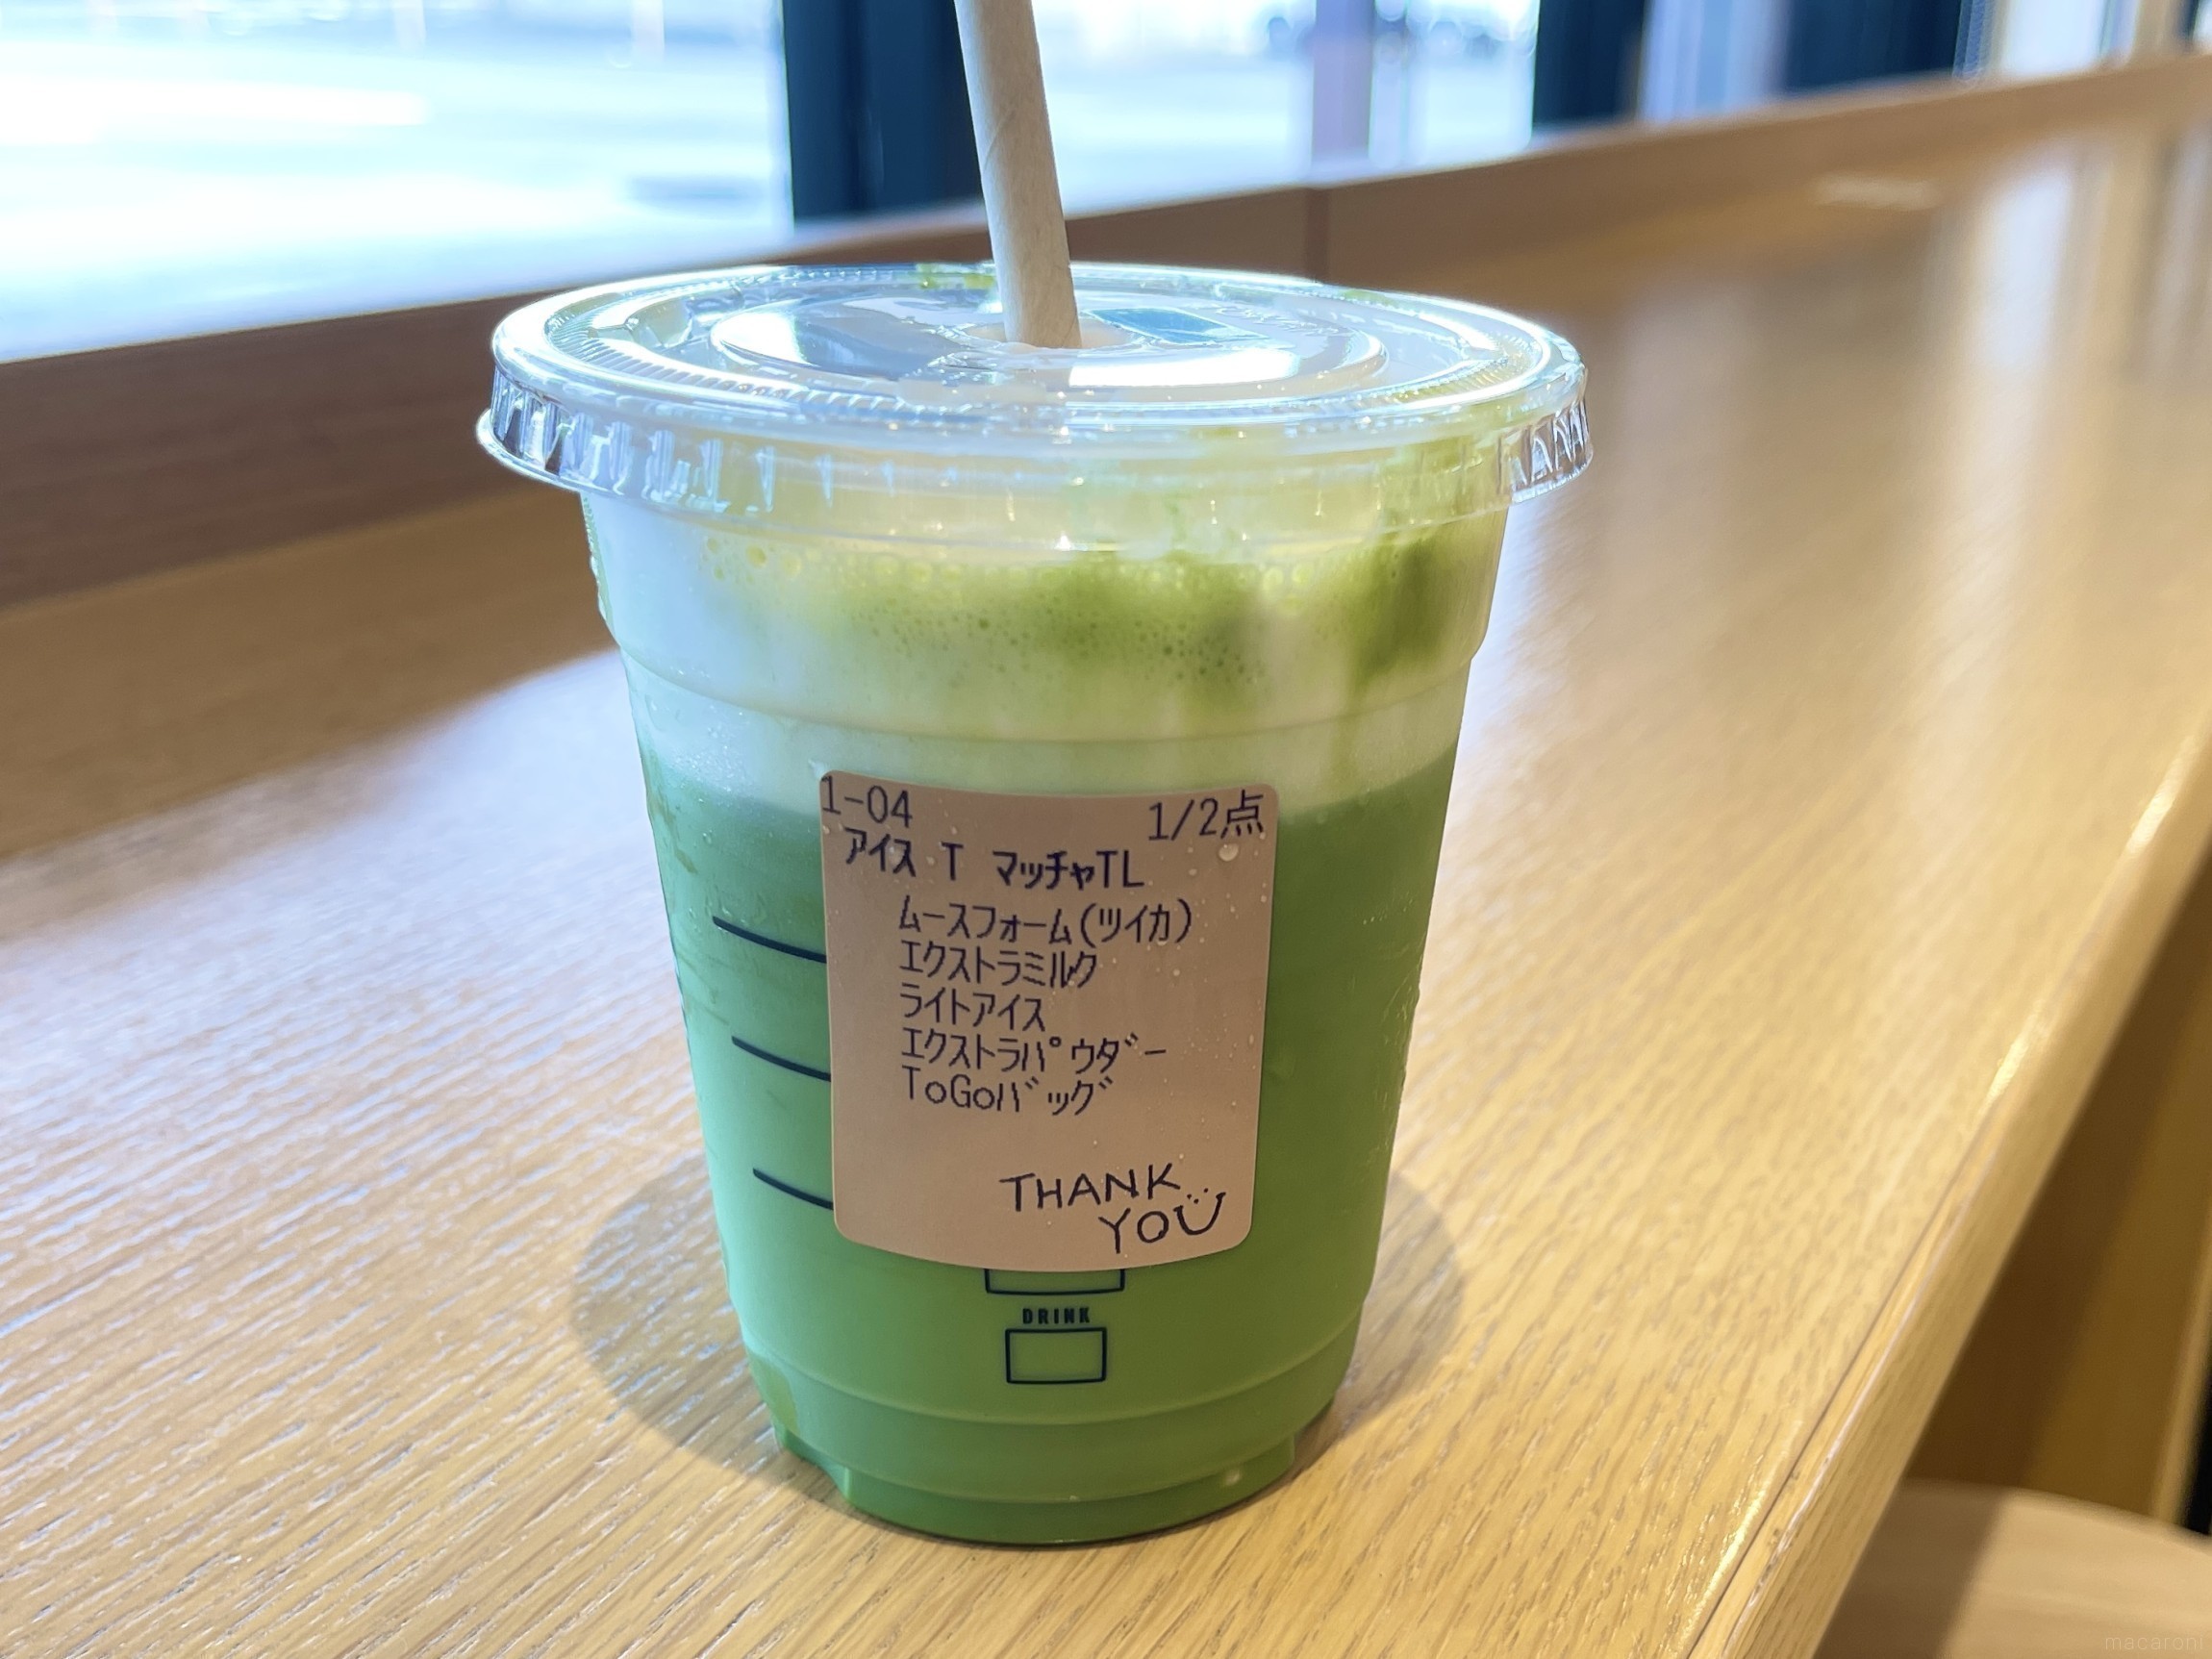 1-04 1/2点
アイス T マッチャTL
ムースフォーム(ツイカ)
エクストラミルク
ライトアイス
エクストラパウダー
ToGoバッグ
THANK
YOU
DRINK
macaroni